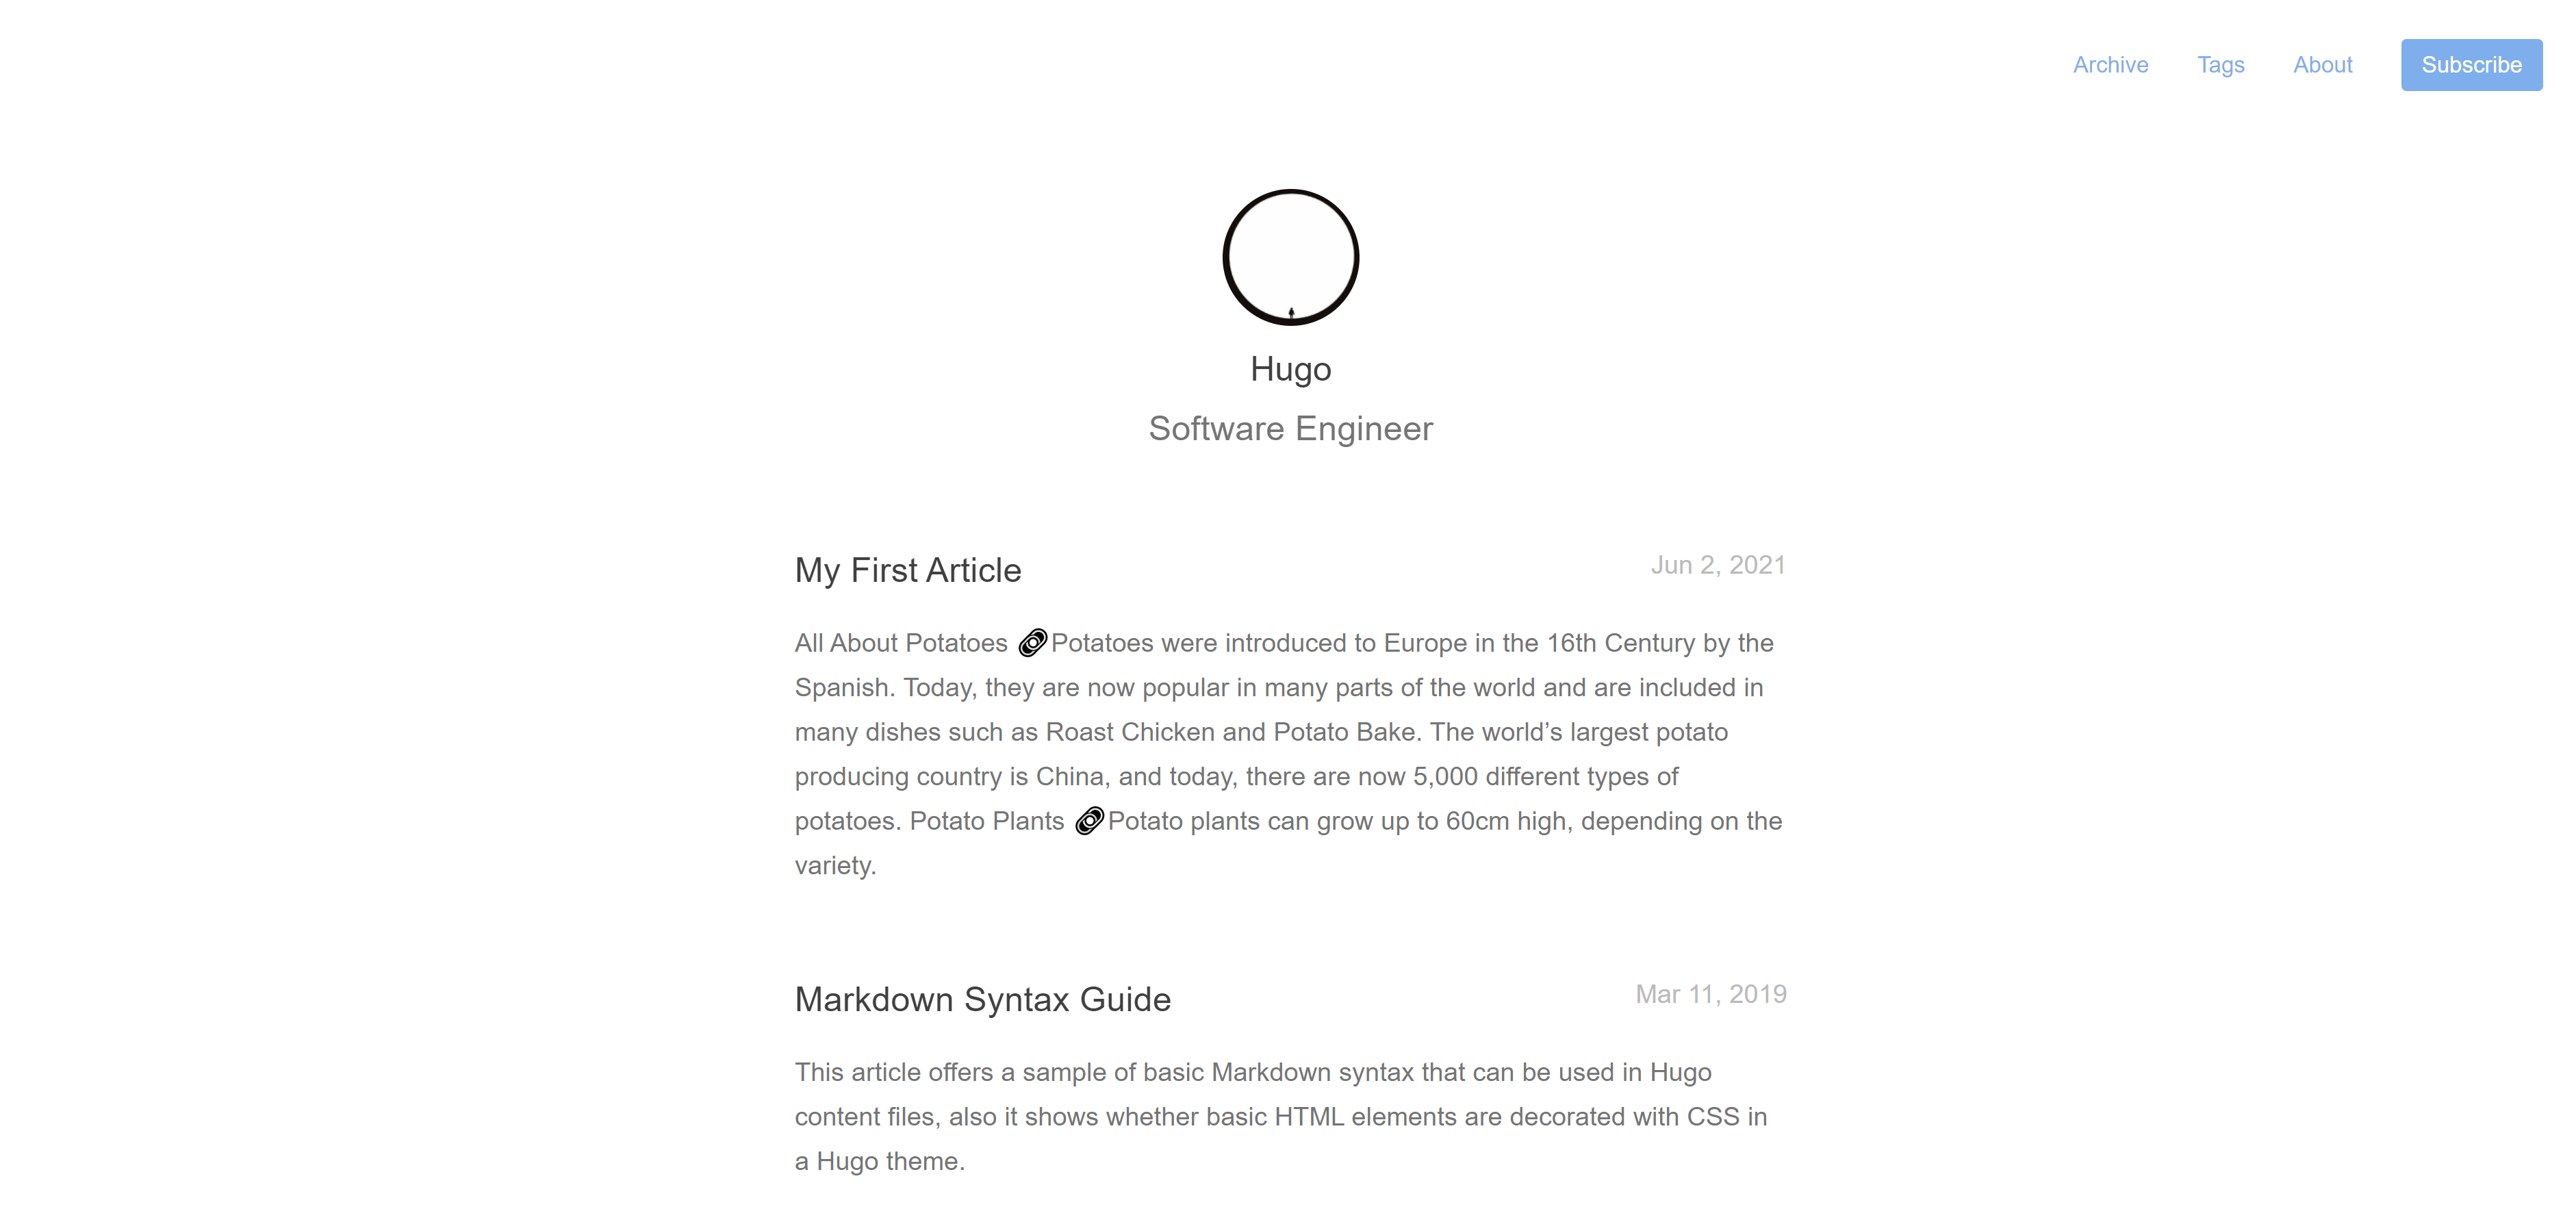 Archive Tags About Subscribe
Hugo
Software Engineer
My First Article Jun 2, 2021
All About Potatoes Potatoes were introduced to Europe in the 16th Century by the
Spanish. Today, they are now popular in many parts of the world and are included in
many dishes such as Roast Chicken and Potato Bake. The world’s largest potato
producing country is China, and today, there are now 5,000 different types of
potatoes. Potato Plants Potato plants can grow up to 60cm high, depending on the
variety.
Markdown Syntax Guide Mar 11, 2019
This article offers a sample of basic Markdown syntax that can be used in Hugo
content files, also it shows whether basic HTML elements are decorated with CSS in
a Hugo theme.